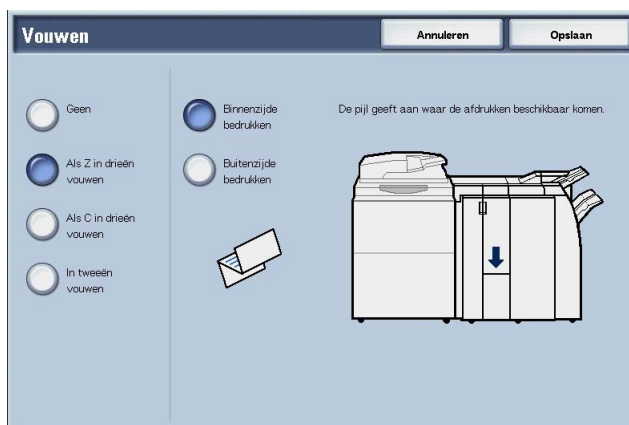 Vouwen
Annuleren
Opslaan
Geen
Als Z in drieën
vouwen
Als C in drieën
vouwen
In tweeën
vouwen
Binnenzijde
bedrukken
Buitenzijde
bedrukken
De pijl geeft aan waar de afdrukken beschikbaar komen.